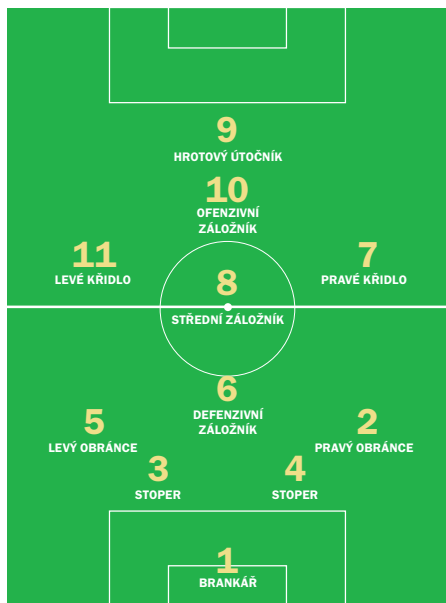 9
HROTOVÝ ÚTOČNÍK
10
OFENZIVNÍ
ZÁLOŽNÍK
11
LEVÉ KŘIDLO
7
PRAVÉ KŘIDLO
8
STŘEDNÍ ZÁLOŽNÍK
6
DEFENZIVNÍ
ZÁLOŽNÍK
5
LEVÝ OBRÁNCE
2
PRAVÝ OBRÁNCE
3
STOPER
4
STOPER
1
BRANKÁŘ